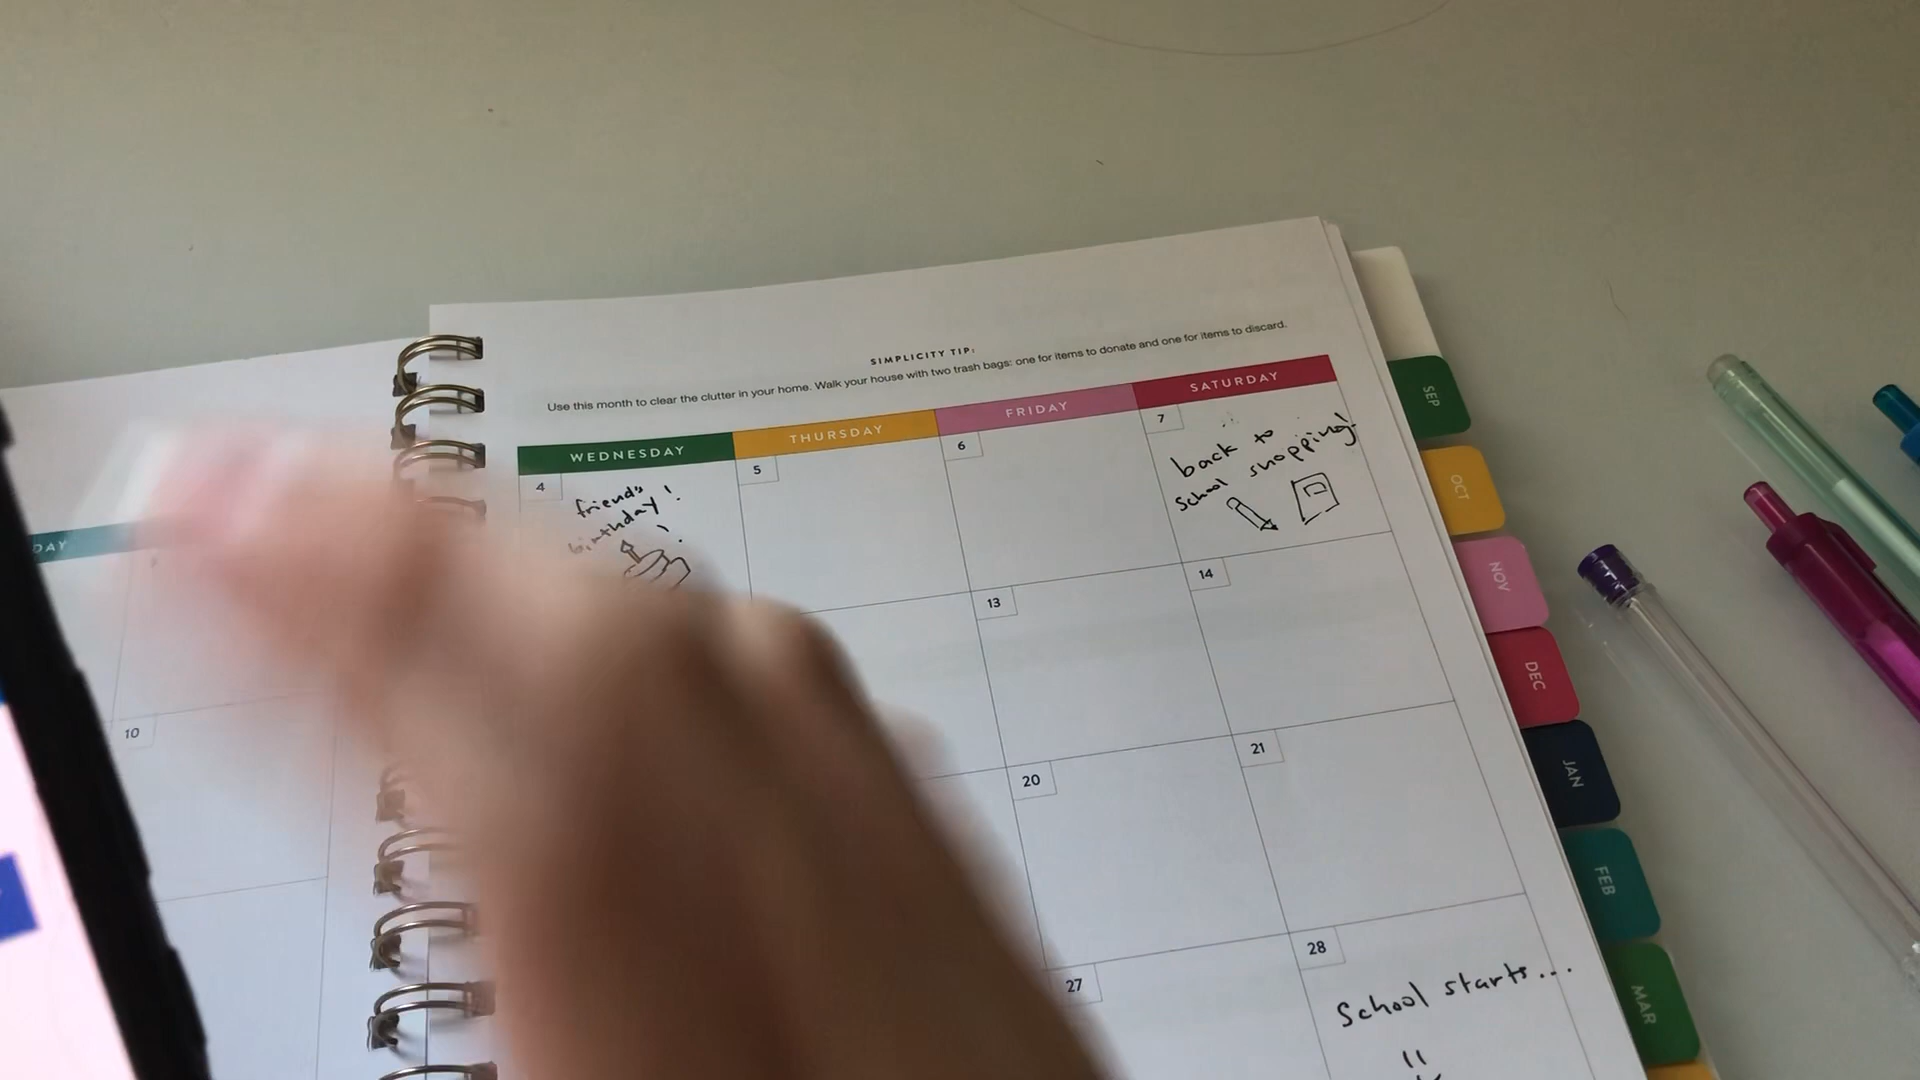 SIMPLICITY TIP:
Use this month to clear the clutter in your home. Walk your house with two trash bags: one for items to donate and one for items to discard.
DAY
WEDNESDAY
THURSDAY
FRIDAY
SATURDAY
4
friend's
birthday!
5
6
7
back to
school shopping!
10
13
14
20
21
27
28
School starts...
SEP
OCT
NOV
DEC
JAN
FEB
MAR